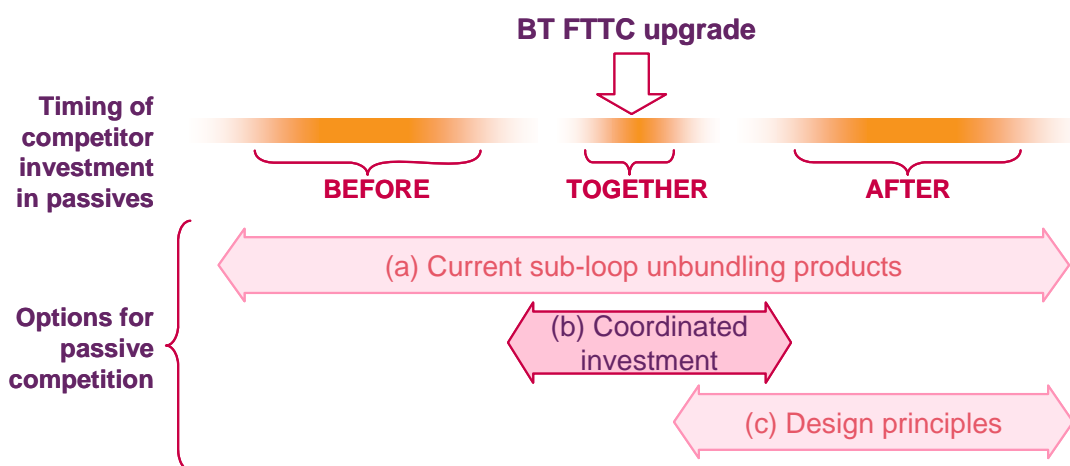 BT FTTC upgrade
Timing of
competitor
investment
in passives
BEFORE
TOGETHER
AFTER
(a) Current sub-loop unbundling products
Options for
passive
competition
(b) Coordinated
investment
(c) Design principles